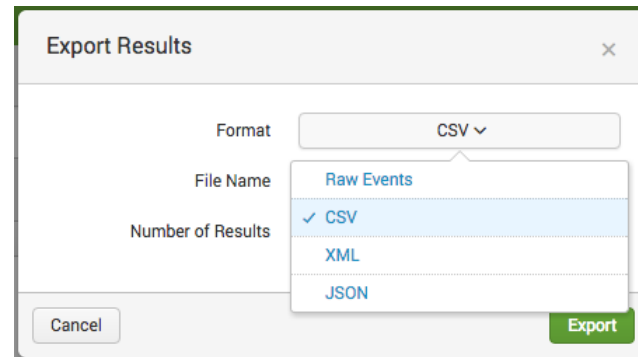 Export Results
Format CSV
File Name Raw Events
CSV
Number of Results
XML
JSON
Cancel Export